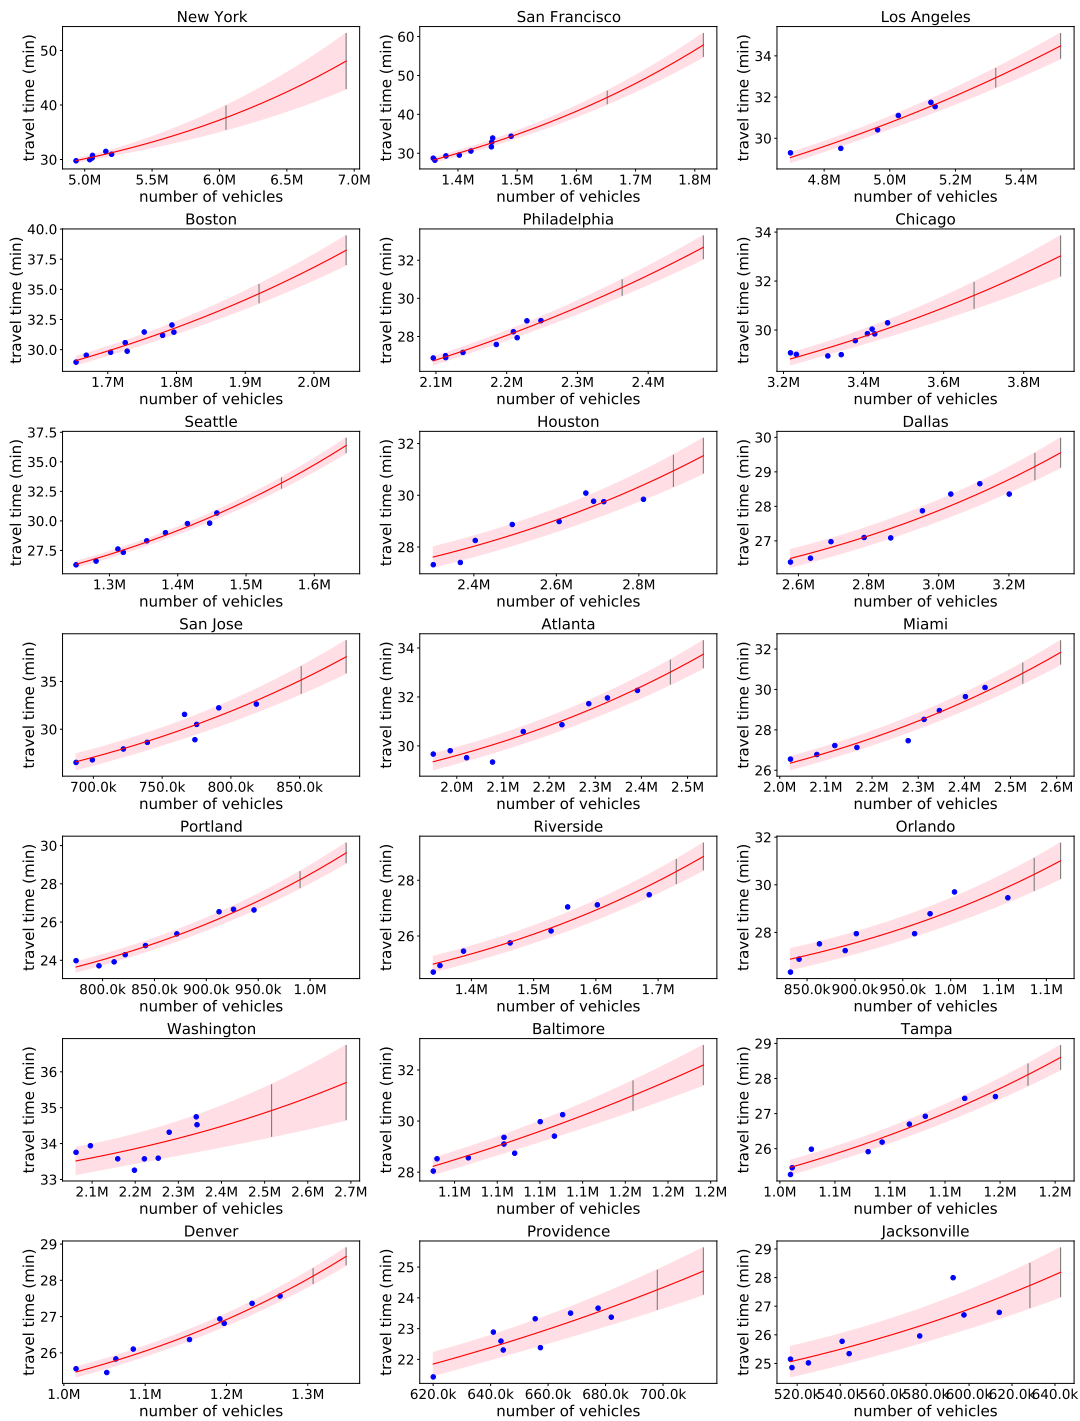 New York San Francisco Los Angeles
travel time (min) 50 40 30 travel time (min) 60 50 40 30 travel time (min) 34 32 30
5.0M 5.5M 6.0M 6.5M 7.0M 1.4M 1.5M 1.6M 1.7M 1.8M 4.8M 5.0M 5.2M 5.4M
number of vehicles number of vehicles number of vehicles
Boston Philadelphia Chicago
travel time (min) 40.0 37.5 35.0 32.5 30.0 travel time (min) 32 30 28 travel time (min) 34 32 30
1.7M 1.8M 1.9M 2.0M 2.1M 2.2M 2.3M 2.4M 3.2M 3.4M 3.6M 3.8M
number of vehicles number of vehicles number of vehicles
Seattle Houston Dallas
travel time (min) 37.5 35.0 32.5 30.0 27.5 travel time (min) 32 30 28 travel time (min) 30 29 28 27 26
1.3M 1.4M 1.5M 1.6M 2.4M 2.6M 2.8M 2.6M 2.8M 3.0M 3.2M
number of vehicles number of vehicles number of vehicles
San Jose Atlanta Miami
travel time (min) 35 30 travel time (min) 34 32 30 travel time (min) 32 30 28 26
700.0k 750.0k 800.0k 850.0k 2.0M 2.1M 2.2M 2.3M 2.4M 2.5M 2.0M 2.1M 2.2M 2.3M 2.4M 2.5M 2.6M
number of vehicles number of vehicles number of vehicles
Portland Riverside Orlando
travel time (min) 30 28 26 24 travel time (min) 28 26 travel time (min) 32 30 28
800.0k 850.0k 900.0k 950.0k 1.0M 1.4M 1.5M 1.6M 1.7M 850.0k 900.0k 950.0k 1.0M 1.1M 1.1M
number of vehicles number of vehicles number of vehicles
Washington Baltimore Tampa
travel time (min) 36 35 34 33 travel time (min) 32 30 28 travel time (min) 29 28 27 26
2.1M 2.2M 2.3M 2.4M 2.5M 2.6M 2.7M 1.1M 1.1M 1.1M 1.1M 1.2M 1.2M 1.2M 1.0M 1.1M 1.1M 1.1M 1.2M 1.2M
number of vehicles number of vehicles number of vehicles
Denver Providence Jacksonville
travel time (min) 29 28 27 26 travel time (min) 25 24 23 22 travel time (min) 29 28 27 26 25
1.0M 1.1M 1.2M 1.3M 620.0k 640.0k 660.0k 680.0k 700.0k 520.0k 540.0k 560.0k 580.0k 600.0k 620.0k 640.0k
number of vehicles number of vehicles number of vehicles